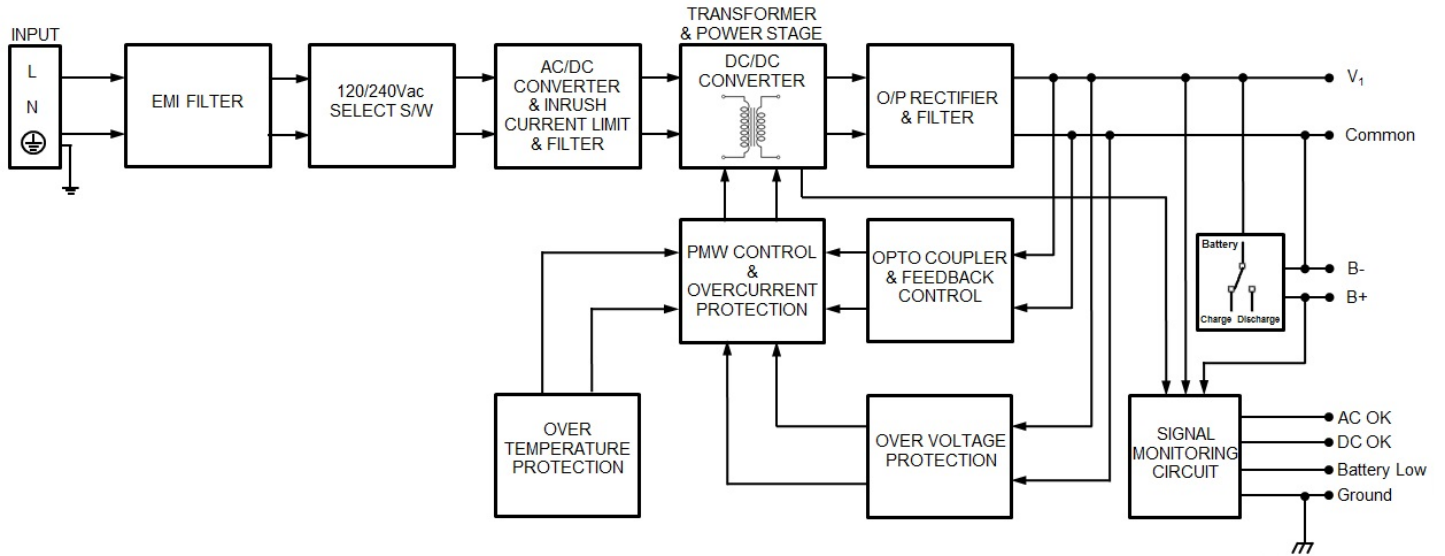 INPUT
L
N
EMI FILTER
120/240Vac
SELECT S/W
AC/DC
CONVERTER
& INRUSH
CURRENT LIMIT
& FILTER
TRANSFORMER
& POWER STAGE
DC/DC
CONVERTER
O/P RECTIFIER
& FILTER
V₁
Common
PMW CONTROL
&
OVERCURRENT
PROTECTION
OPTO COUPLER
& FEEDBACK
CONTROL
Battery
Charge Discharge
B-
B+
OVER
TEMPERATURE
PROTECTION
OVER VOLTAGE
PROTECTION
SIGNAL
MONITORING
CIRCUIT
AC OK
DC OK
Battery Low
Ground